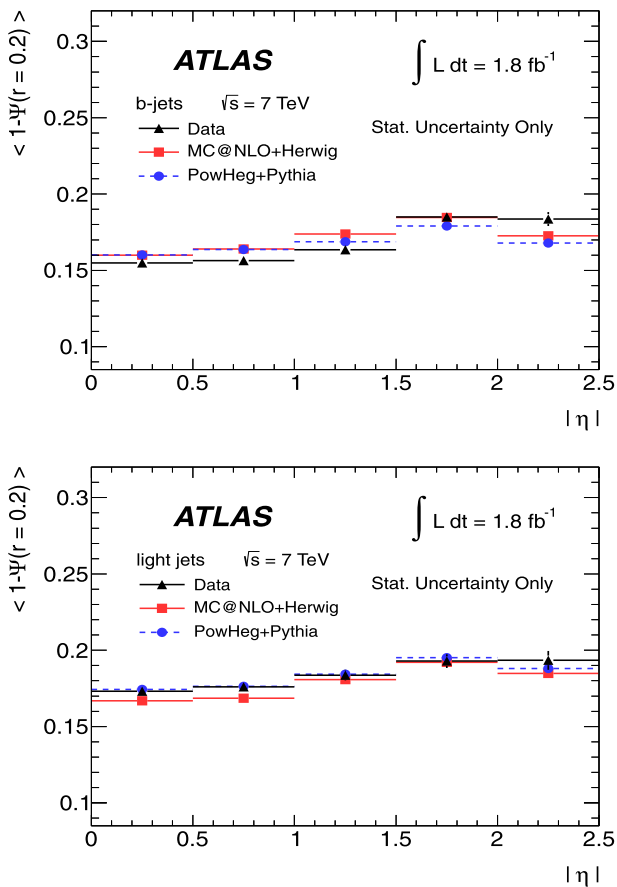 < 1-Ψ(r = 0.2) >
0.3
0.25
0.2
0.15
0.1
ATLAS
∫ L dt = 1.8 fb⁻¹
b-jets √s = 7 TeV
Data
MC@NLO+Herwig
PowHeg+Pythia
Stat. Uncertainty Only
0 0.5 1 1.5 2 2.5
| η |
< 1-Ψ(r = 0.2) >
0.3
0.25
0.2
0.15
0.1
ATLAS
∫ L dt = 1.8 fb⁻¹
light jets √s = 7 TeV
Data
MC@NLO+Herwig
PowHeg+Pythia
Stat. Uncertainty Only
0 0.5 1 1.5 2 2.5
| η |